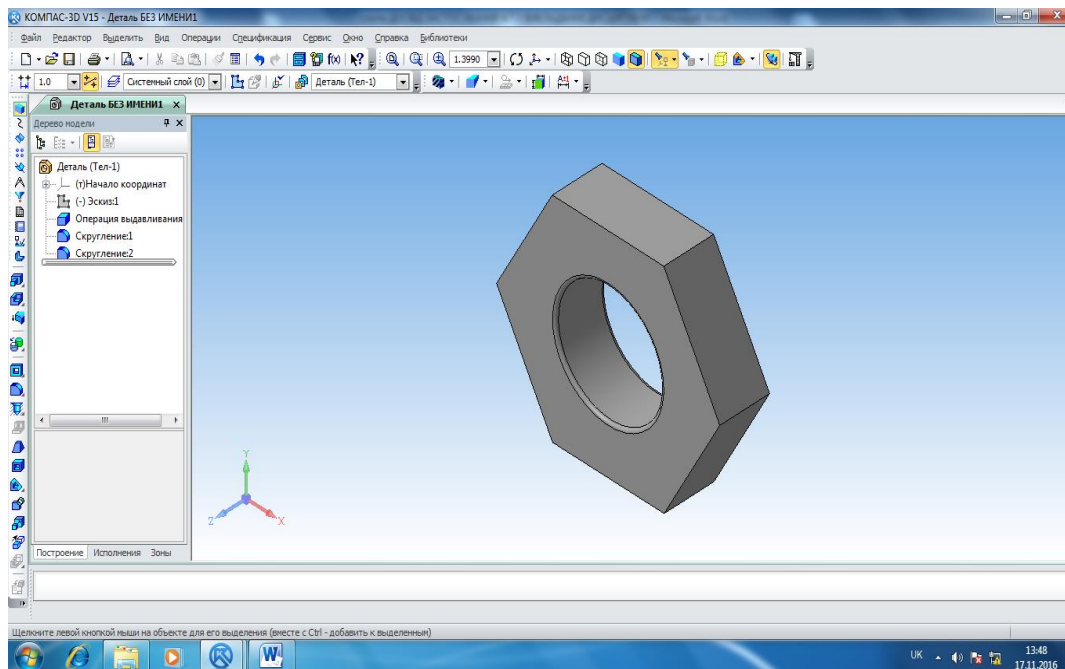 КОМПАС-3D V15 - Деталь БЕЗ ИМЕНИ1
Файл Редактор Выделить Вид Операции Спецификация Сервис Окно Справка Библиотеки
f(x) 1.3990
1.0 Системный слой (0) Деталь (Тел-1)
Деталь БЕЗ ИМЕНИ1 x
Дерево модели
Деталь (Тел-1)
(т)Начало координат
(-) Эскиз:1
Операция выдавливания
Скругление:1
Скругление:2
Y
Z X
Построение Исполнения Зоны
Щелкните левой кнопкой мыши на объекте для его выделения (вместе с Ctrl - добавить к выделенным)
UK 13:48
17.11.2016